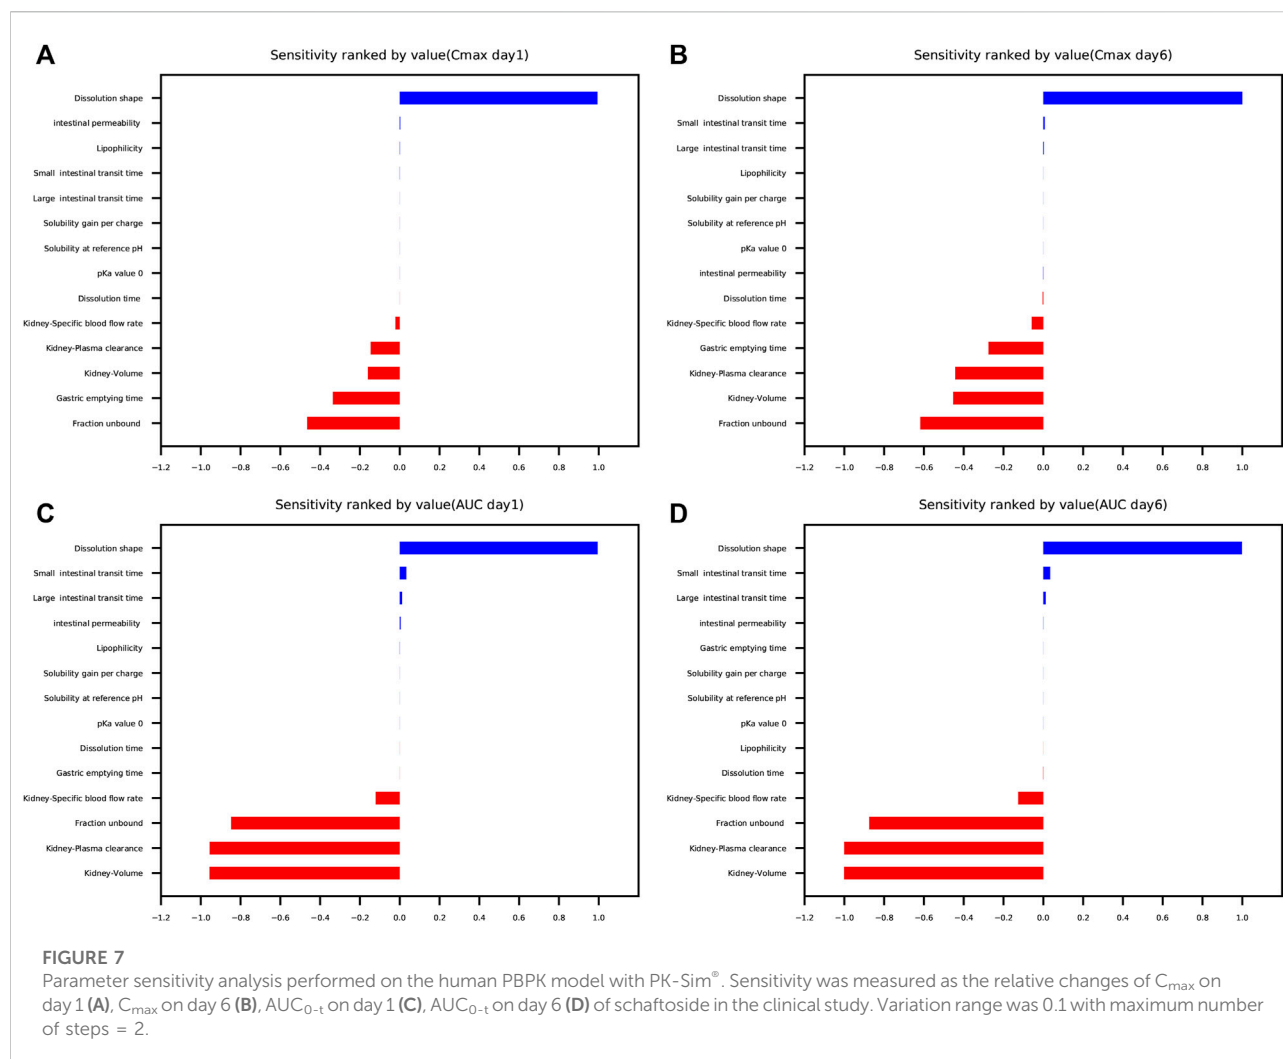 A
Sensitivity ranked by value(Cmax day1)
Dissolution shape
intestinal permeability
Lipophilicity
Small intestinal transit time
Large intestinal transit time
Solubility gain per charge
Solubility at reference pH
pKa value 0
Dissolution time
Kidney-Specific blood flow rate
Kidney-Plasma clearance
Kidney-Volume
Gastric emptying time
Fraction unbound
−1.2 −1.0 −0.8 −0.6 −0.4 −0.2 0.0 0.2 0.4 0.6 0.8 1.0
B
Sensitivity ranked by value(Cmax day6)
Dissolution shape
Small intestinal transit time
Large intestinal transit time
Lipophilicity
Solubility gain per charge
Solubility at reference pH
pKa value 0
intestinal permeability
Dissolution time
Kidney-Specific blood flow rate
Gastric emptying time
Kidney-Plasma clearance
Kidney-Volume
Fraction unbound
−1.2 −1.0 −0.8 −0.6 −0.4 −0.2 0.0 0.2 0.4 0.6 0.8 1.0
C
Sensitivity ranked by value(AUC day1)
Dissolution shape
Small intestinal transit time
Large intestinal transit time
intestinal permeability
Lipophilicity
Solubility gain per charge
Solubility at reference pH
pKa value 0
Dissolution time
Gastric emptying time
Kidney-Specific blood flow rate
Fraction unbound
Kidney-Plasma clearance
Kidney-Volume
−1.2 −1.0 −0.8 −0.6 −0.4 −0.2 0.0 0.2 0.4 0.6 0.8 1.0
D
Sensitivity ranked by value(AUC day6)
Dissolution shape
Small intestinal transit time
Large intestinal transit time
intestinal permeability
Gastric emptying time
Solubility gain per charge
Solubility at reference pH
pKa value 0
Lipophilicity
Dissolution time
Kidney-Specific blood flow rate
Fraction unbound
Kidney-Plasma clearance
Kidney-Volume
−1.2 −1.0 −0.8 −0.6 −0.4 −0.2 0.0 0.2 0.4 0.6 0.8 1.0
FIGURE 7
Parameter sensitivity analysis performed on the human PBPK model with PK-Sim®. Sensitivity was measured as the relative changes of Cmax on
day 1 (A), Cmax on day 6 (B), AUC0-t on day 1 (C), AUC0-t on day 6 (D) of schaftoside in the clinical study. Variation range was 0.1 with maximum number
of steps = 2.